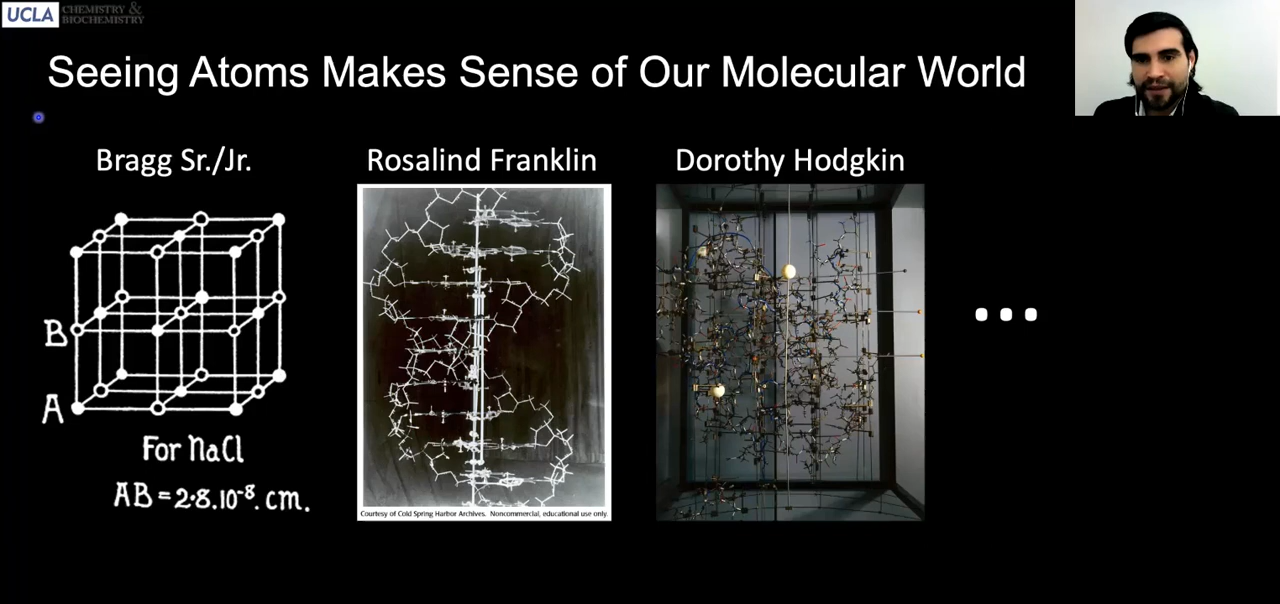 UCLA CHEMISTRY &
BIOCHEMISTRY
Seeing Atoms Makes Sense of Our Molecular World
Bragg Sr./Jr.
Rosalind Franklin
Dorothy Hodgkin
B
A
For NaCl
AB = 2·8.10⁻⁸. cm.
Courtesy of Cold Spring Harbor Archives. Noncommercial, educational use only.
...